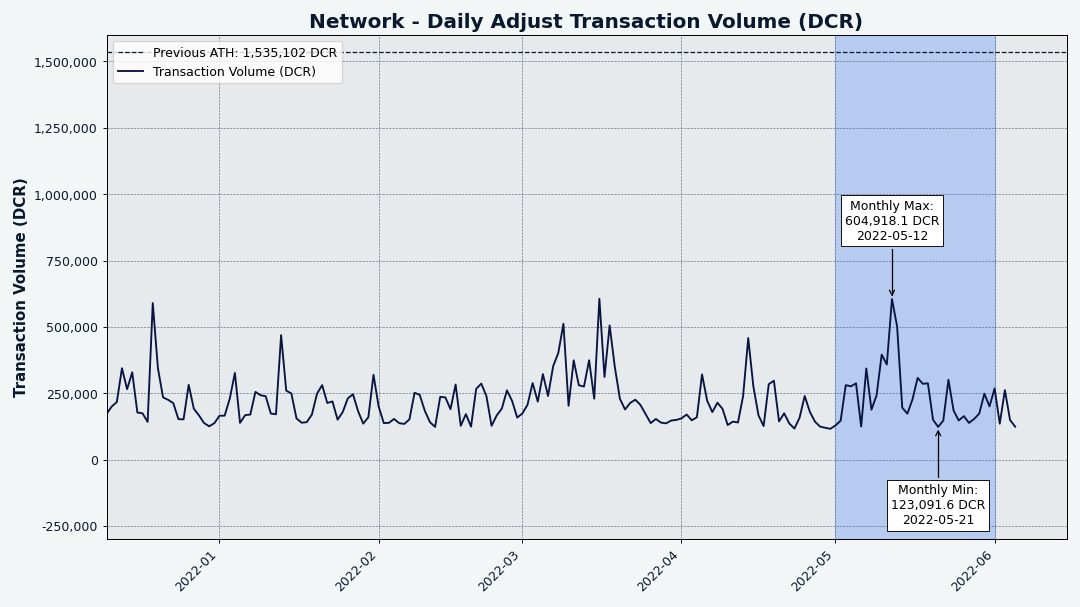 Network - Daily Adjust Transaction Volume (DCR)
Previous ATH: 1,535,102 DCR
Transaction Volume (DCR)
Transaction Volume (DCR)
1,500,000
1,250,000
1,000,000
750,000
500,000
250,000
0
-250,000
Monthly Max:
604,918.1 DCR
2022-05-12
Monthly Min:
123,091.6 DCR
2022-05-21
2022-01
2022-02
2022-03
2022-04
2022-05
2022-06